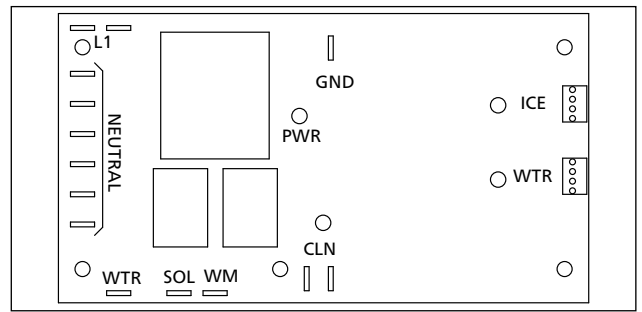 L1
GND
ICE
PWR
NEUTRAL
WTR
CLN
WTR SOL WM